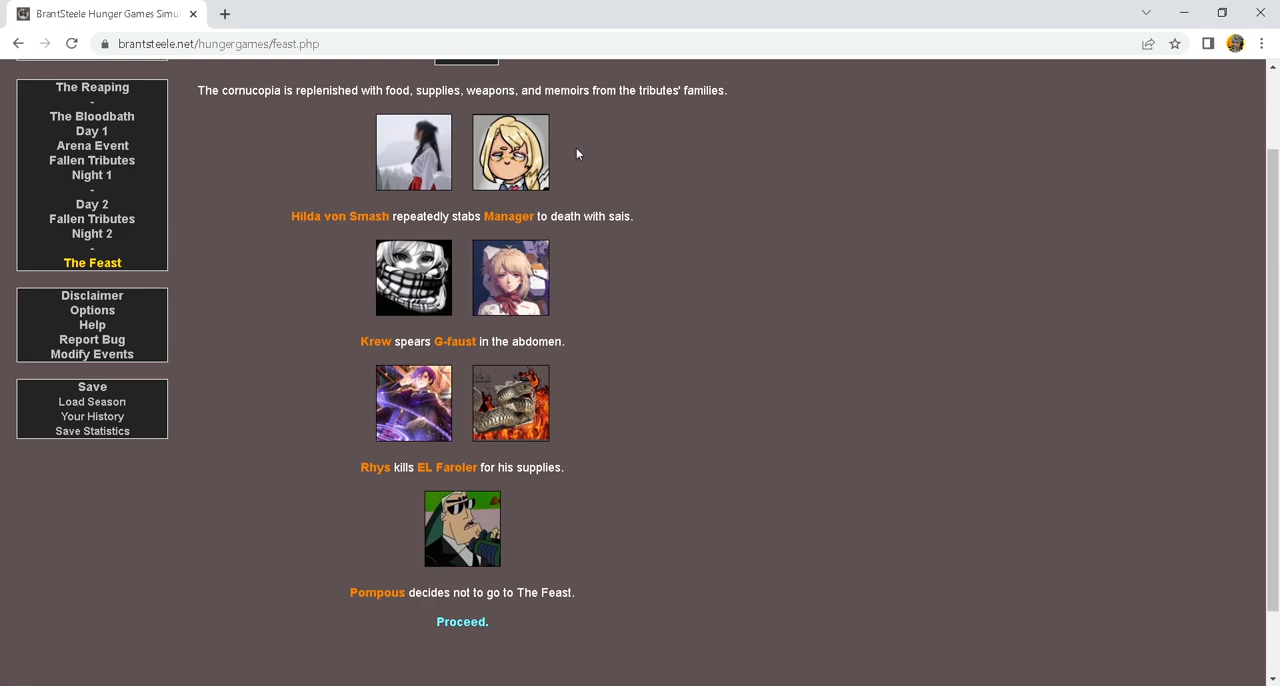 BrantSteele Hunger Games Simu
brantsteele.net/hungergames/feast.php
The Reaping
-
The Bloodbath
Day 1
Arena Event
Fallen Tributes
Night 1
-
Day 2
Fallen Tributes
Night 2
-
The Feast
Disclaimer
Options
Help
Report Bug
Modify Events
Save
Load Season
Your History
Save Statistics
The cornucopia is replenished with food, supplies, weapons, and memoirs from the tributes' families.
Hilda von Smash repeatedly stabs Manager to death with sais.
Krew spears G-faust in the abdomen.
Rhys kills EL Faroler for his supplies.
Pompous decides not to go to The Feast.
Proceed.